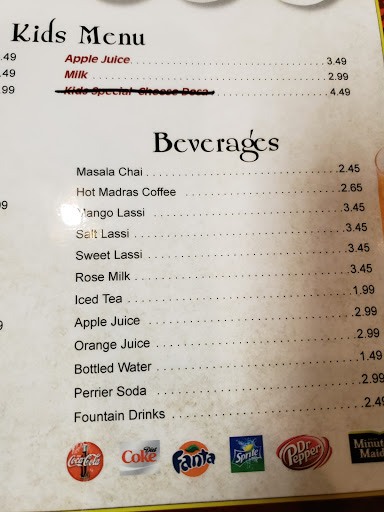 Kids Menu
.49
Apple Juice 3.49
.49
Milk 2.99
.99
Kids Special Cheese Dosa 4.49
Beverages
Masala Chai 2.45
Hot Madras Coffee 2.65
99
Mango Lassi 3.45
Salt Lassi 3.45
Sweet Lassi 3.45
Rose Milk 3.45
Iced Tea 1.99
9
Apple Juice 2.99
Orange Juice 2.99
Bottled Water 1.49
Perrier Soda 2.99
9
Fountain Drinks 2.49
Coca-Cola
Diet Coke
Fanta
Sprite
Dr Pepper
Minute Maid